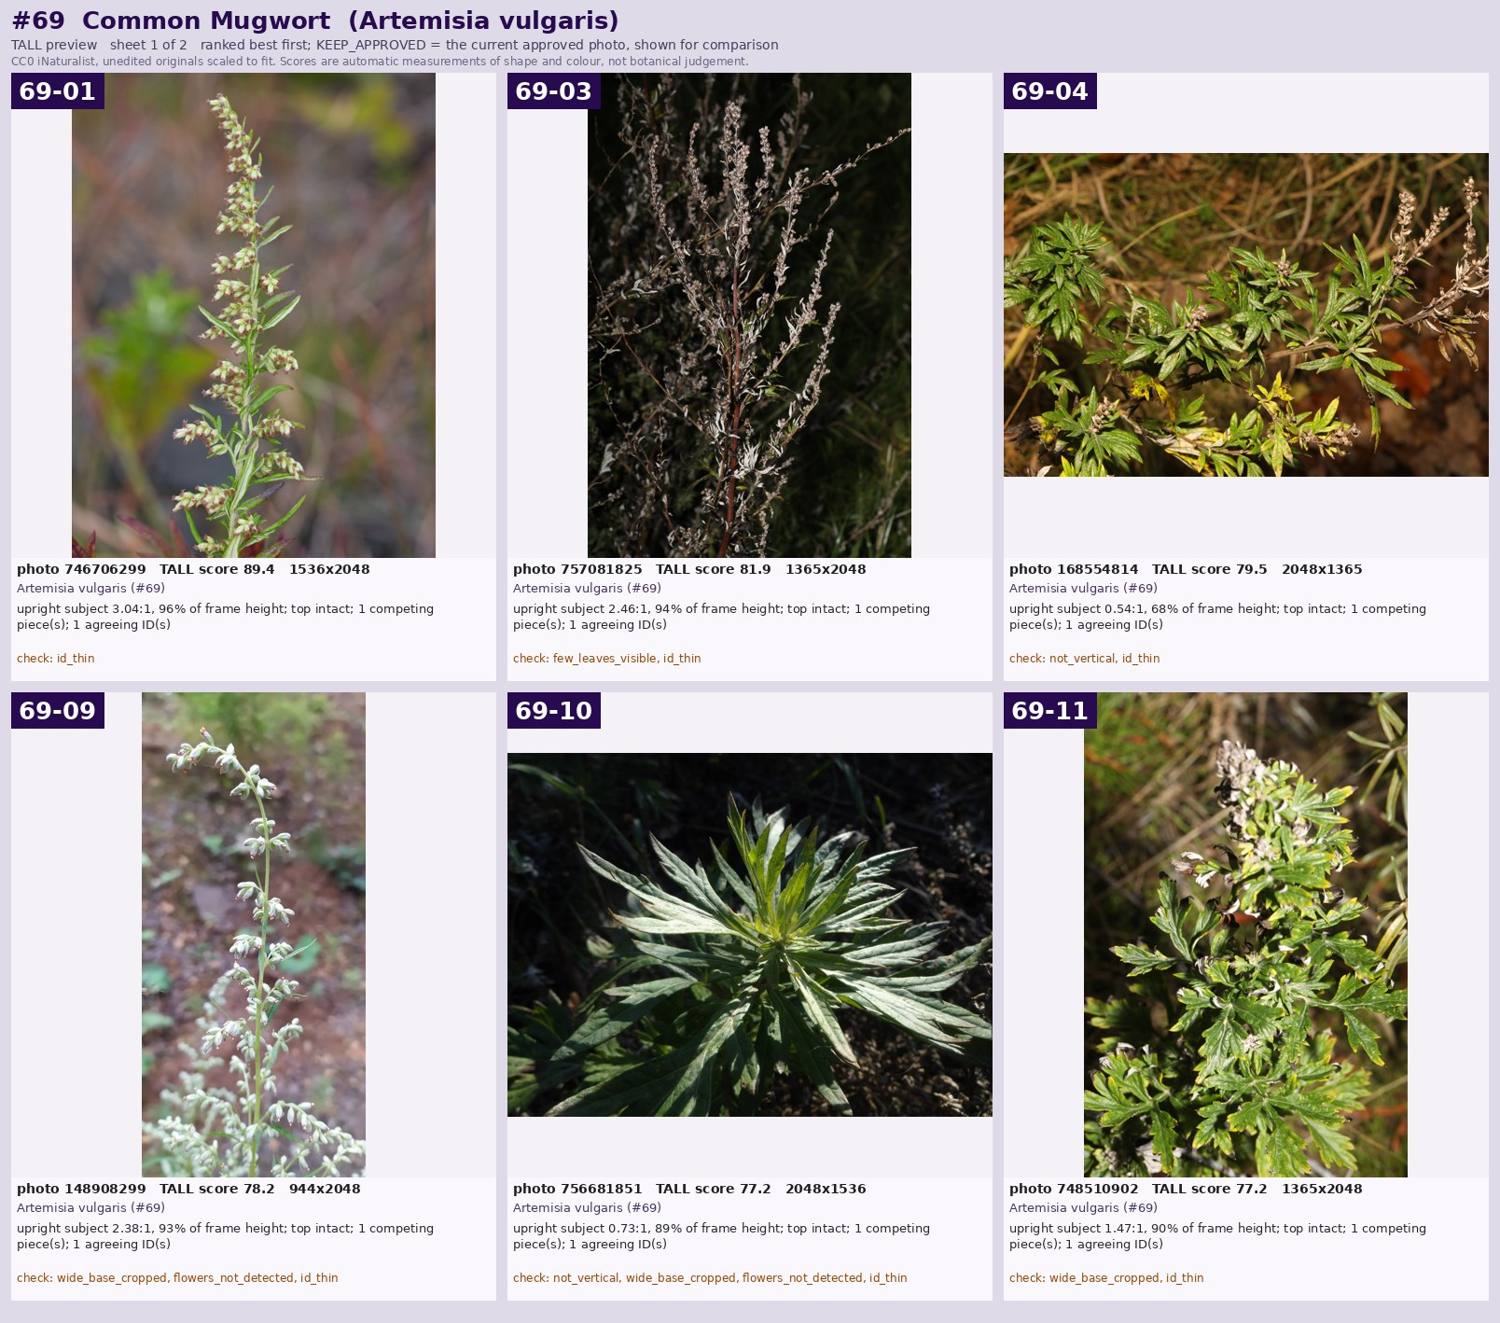 #69  Common Mugwort  (Artemisia vulgaris)
TALL preview   sheet 1 of 2   ranked best first; KEEP_APPROVED = the current approved photo, shown for comparison
CC0 iNaturalist, unedited originals scaled to fit. Scores are automatic measurements of shape and colour, not botanical judgement.
69-01
photo 746706299   TALL score 89.4   1536x2048
Artemisia vulgaris (#69)
upright subject 3.04:1, 96% of frame height; top intact; 1 competing
piece(s); 1 agreeing ID(s)
check: id_thin
69-03
photo 757081825   TALL score 81.9   1365x2048
Artemisia vulgaris (#69)
upright subject 2.46:1, 94% of frame height; top intact; 1 competing
piece(s); 1 agreeing ID(s)
check: few_leaves_visible, id_thin
69-04
photo 168554814   TALL score 79.5   2048x1365
Artemisia vulgaris (#69)
upright subject 0.54:1, 68% of frame height; top intact; 1 competing
piece(s); 1 agreeing ID(s)
check: not_vertical, id_thin
69-09
photo 148908299   TALL score 78.2   944x2048
Artemisia vulgaris (#69)
upright subject 2.38:1, 93% of frame height; top intact; 1 competing
piece(s); 1 agreeing ID(s)
check: wide_base_cropped, flowers_not_detected, id_thin
69-10
photo 756681851   TALL score 77.2   2048x1536
Artemisia vulgaris (#69)
upright subject 0.73:1, 89% of frame height; top intact; 1 competing
piece(s); 1 agreeing ID(s)
check: not_vertical, wide_base_cropped, flowers_not_detected, id_thin
69-11
photo 748510902   TALL score 77.2   1365x2048
Artemisia vulgaris (#69)
upright subject 1.47:1, 90% of frame height; top intact; 1 competing
piece(s); 1 agreeing ID(s)
check: wide_base_cropped, id_thin